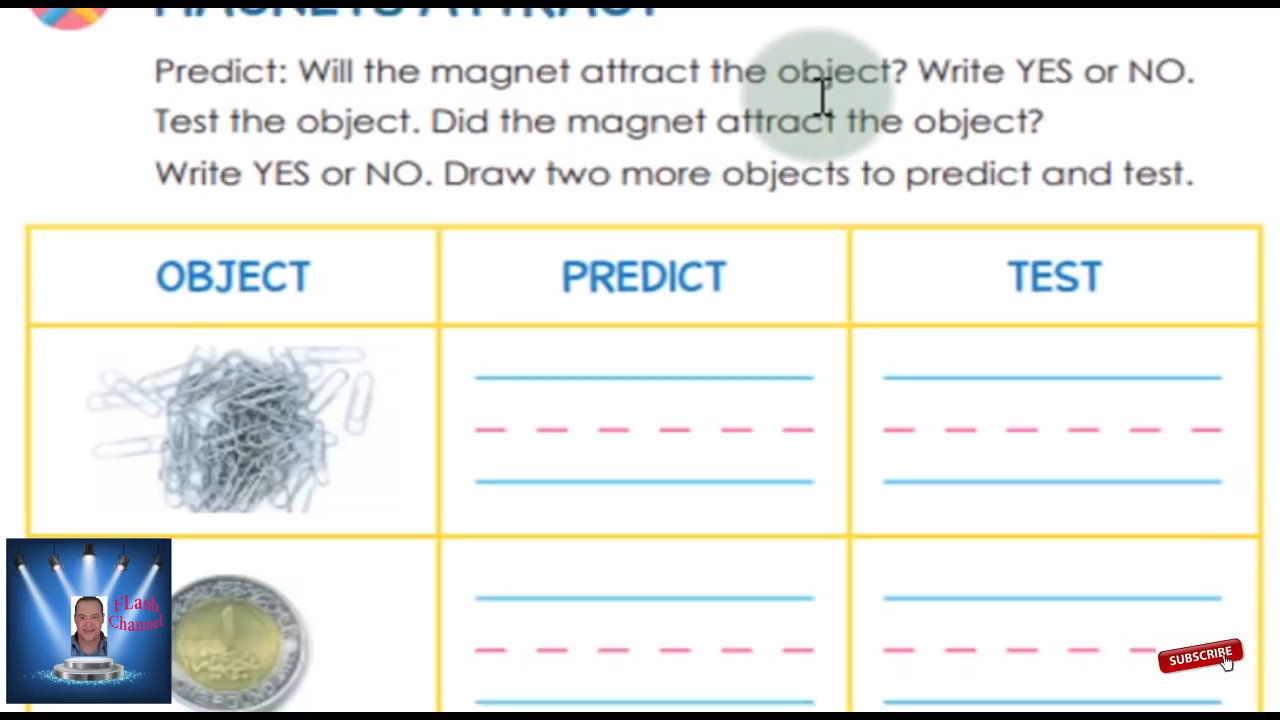 MAGNETS ATTRACT
Predict: Will the magnet attract the object? Write YES or NO.
Test the object. Did the magnet attract the object?
Write YES or NO. Draw two more objects to predict and test.
OBJECT
PREDICT
TEST
FLash
Channel
SUBSCRIBE